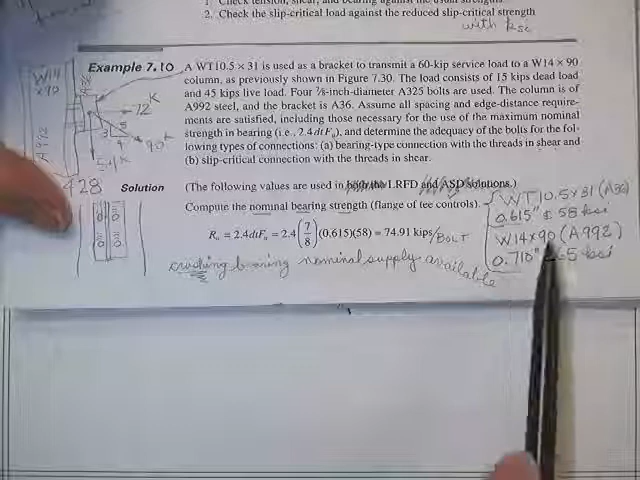 2. Check the slip-critical load against the reduced slip-critical strength
with ksc
Example 7.10
A WT10.5 × 31 is used as a bracket to transmit a 60-kip service load to a W14 × 90
column, as previously shown in Figure 7.30. The load consists of 15 kips dead load
and 45 kips live load. Four 7/8-inch-diameter A325 bolts are used. The column is of
A992 steel, and the bracket is A36. Assume all spacing and edge-distance require-
ments are satisfied, including those necessary for the use of the maximum nominal
strength in bearing (i.e., 2.4dtFu), and determine the adequacy of the bolts for the fol-
lowing types of connections: (a) bearing-type connection with the threads in shear and
(b) slip-critical connection with the threads in shear.
W14
×90
A992
72K
90K
54K
3
4
5
428
Solution
(The following values are used in both the LRFD and ASD solutions.)
Compute the nominal bearing strength (flange of tee controls).
Rn = 2.4dtFu = 2.4(7/8)(0.615)(58) = 74.91 kips/BOLT
crushing bearing nominal supply available
WT10.5×31 (A36)
0.615" & 58 ksi
W14×90 (A992)
0.710" 65 ksi